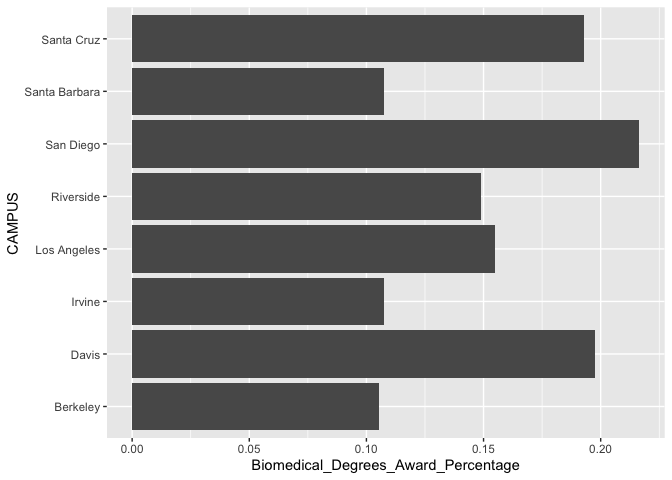 Santa Cruz
Santa Barbara
San Diego
Riverside
Los Angeles
Irvine
Davis
Berkeley
CAMPUS
0.00 0.05 0.10 0.15 0.20
Biomedical_Degrees_Award_Percentage